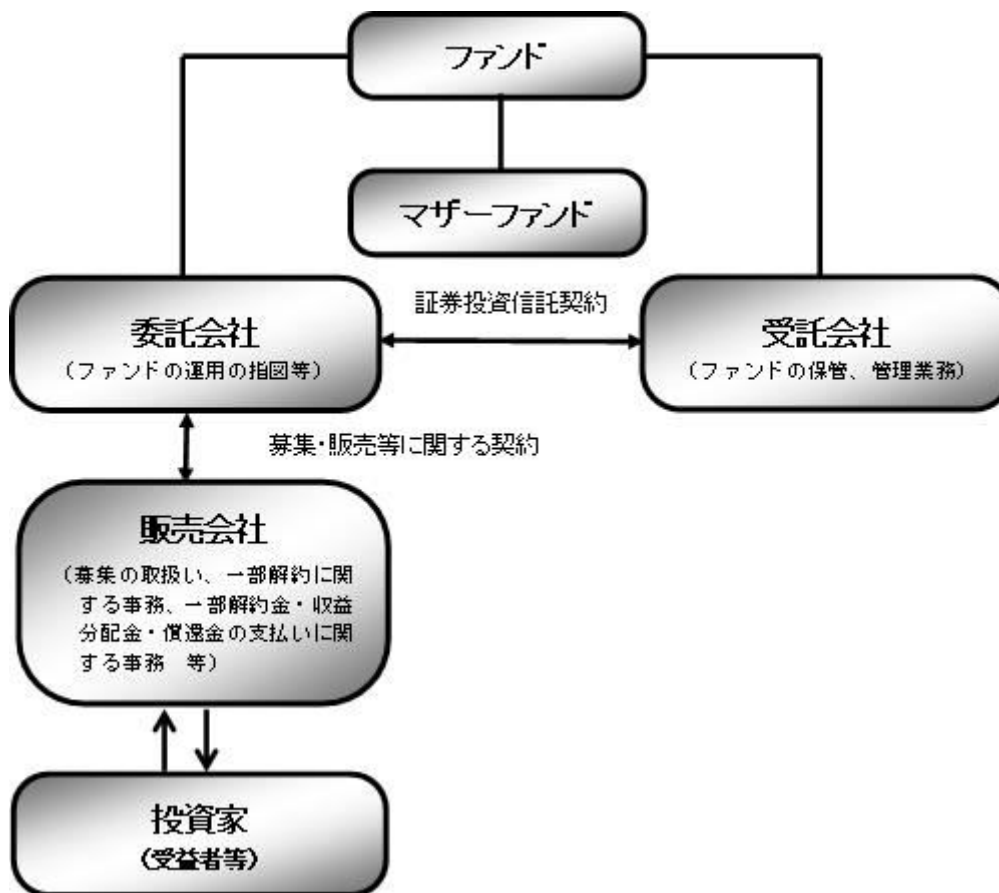 ファンド
マザーファンド
証券投資信託契約
委託会社
（ファンドの運用の指図等）
受託会社
（ファンドの保管、管理業務）
募集･販売等に関する契約
販売会社
（募集の取扱い、一部解約に関
する事務、一部解約金・収益
分配金・償還金の支払いに関
する事務　等）
投資家
（受益者等）